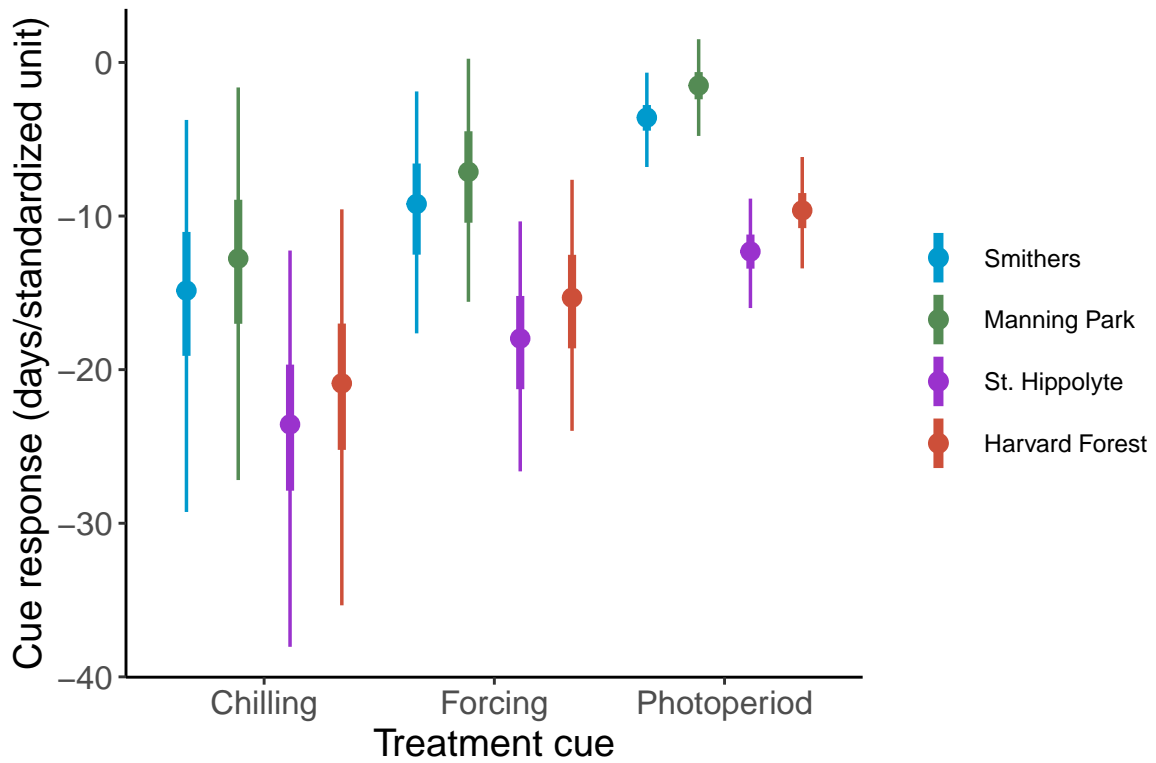 Cue response (days/standardized unit)
0
−10
−20
−30
−40
Chilling
Forcing
Photoperiod
Treatment cue
Smithers
Manning Park
St. Hippolyte
Harvard Forest